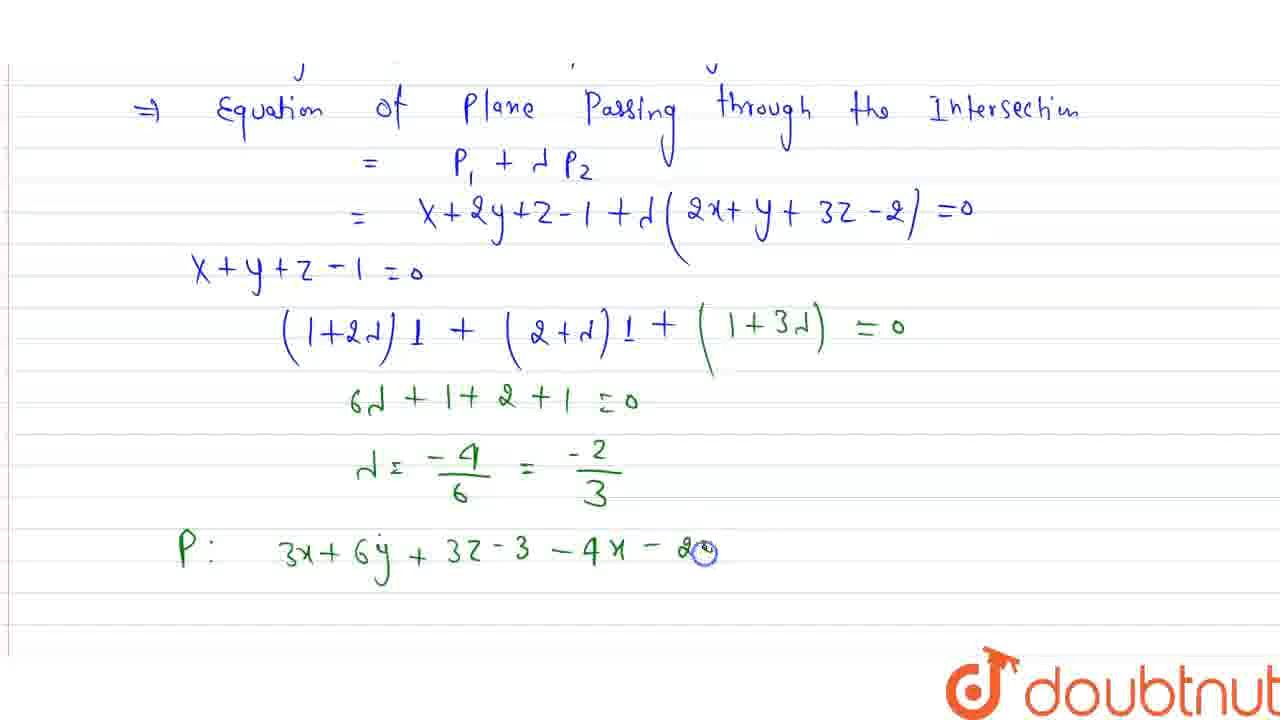 ⇒ Equation of Plane Passing through the Intersection
= P₁ + λ P₂
= x + 2y + z - 1 + λ ( 2x + y + 3z - 2 ) = 0
x + y + z - 1 = 0
( 1 + 2λ ) 1 + ( 2 + λ ) 1 + ( 1 + 3λ ) = 0
6λ + 1 + 2 + 1 = 0
λ = -4/6 = -2/3
P : 3x + 6y + 3z - 3 - 4x - 2
doubtnut